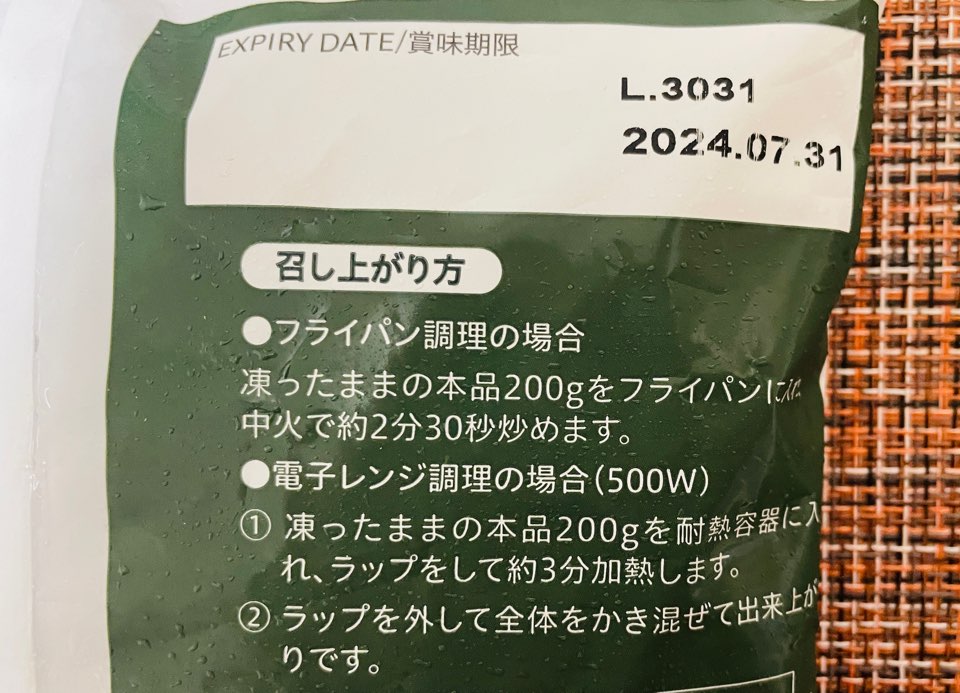 EXPIRY DATE/賞味期限
L.3031
2024.07.31
召し上がり方
●フライパン調理の場合
凍ったままの本品200gをフライパンに入れ
中火で約2分30秒炒めます。
●電子レンジ調理の場合(500W)
① 凍ったままの本品200gを耐熱容器に入
れ、ラップをして約3分加熱します。
② ラップを外して全体をかき混ぜて出来上が
りです。